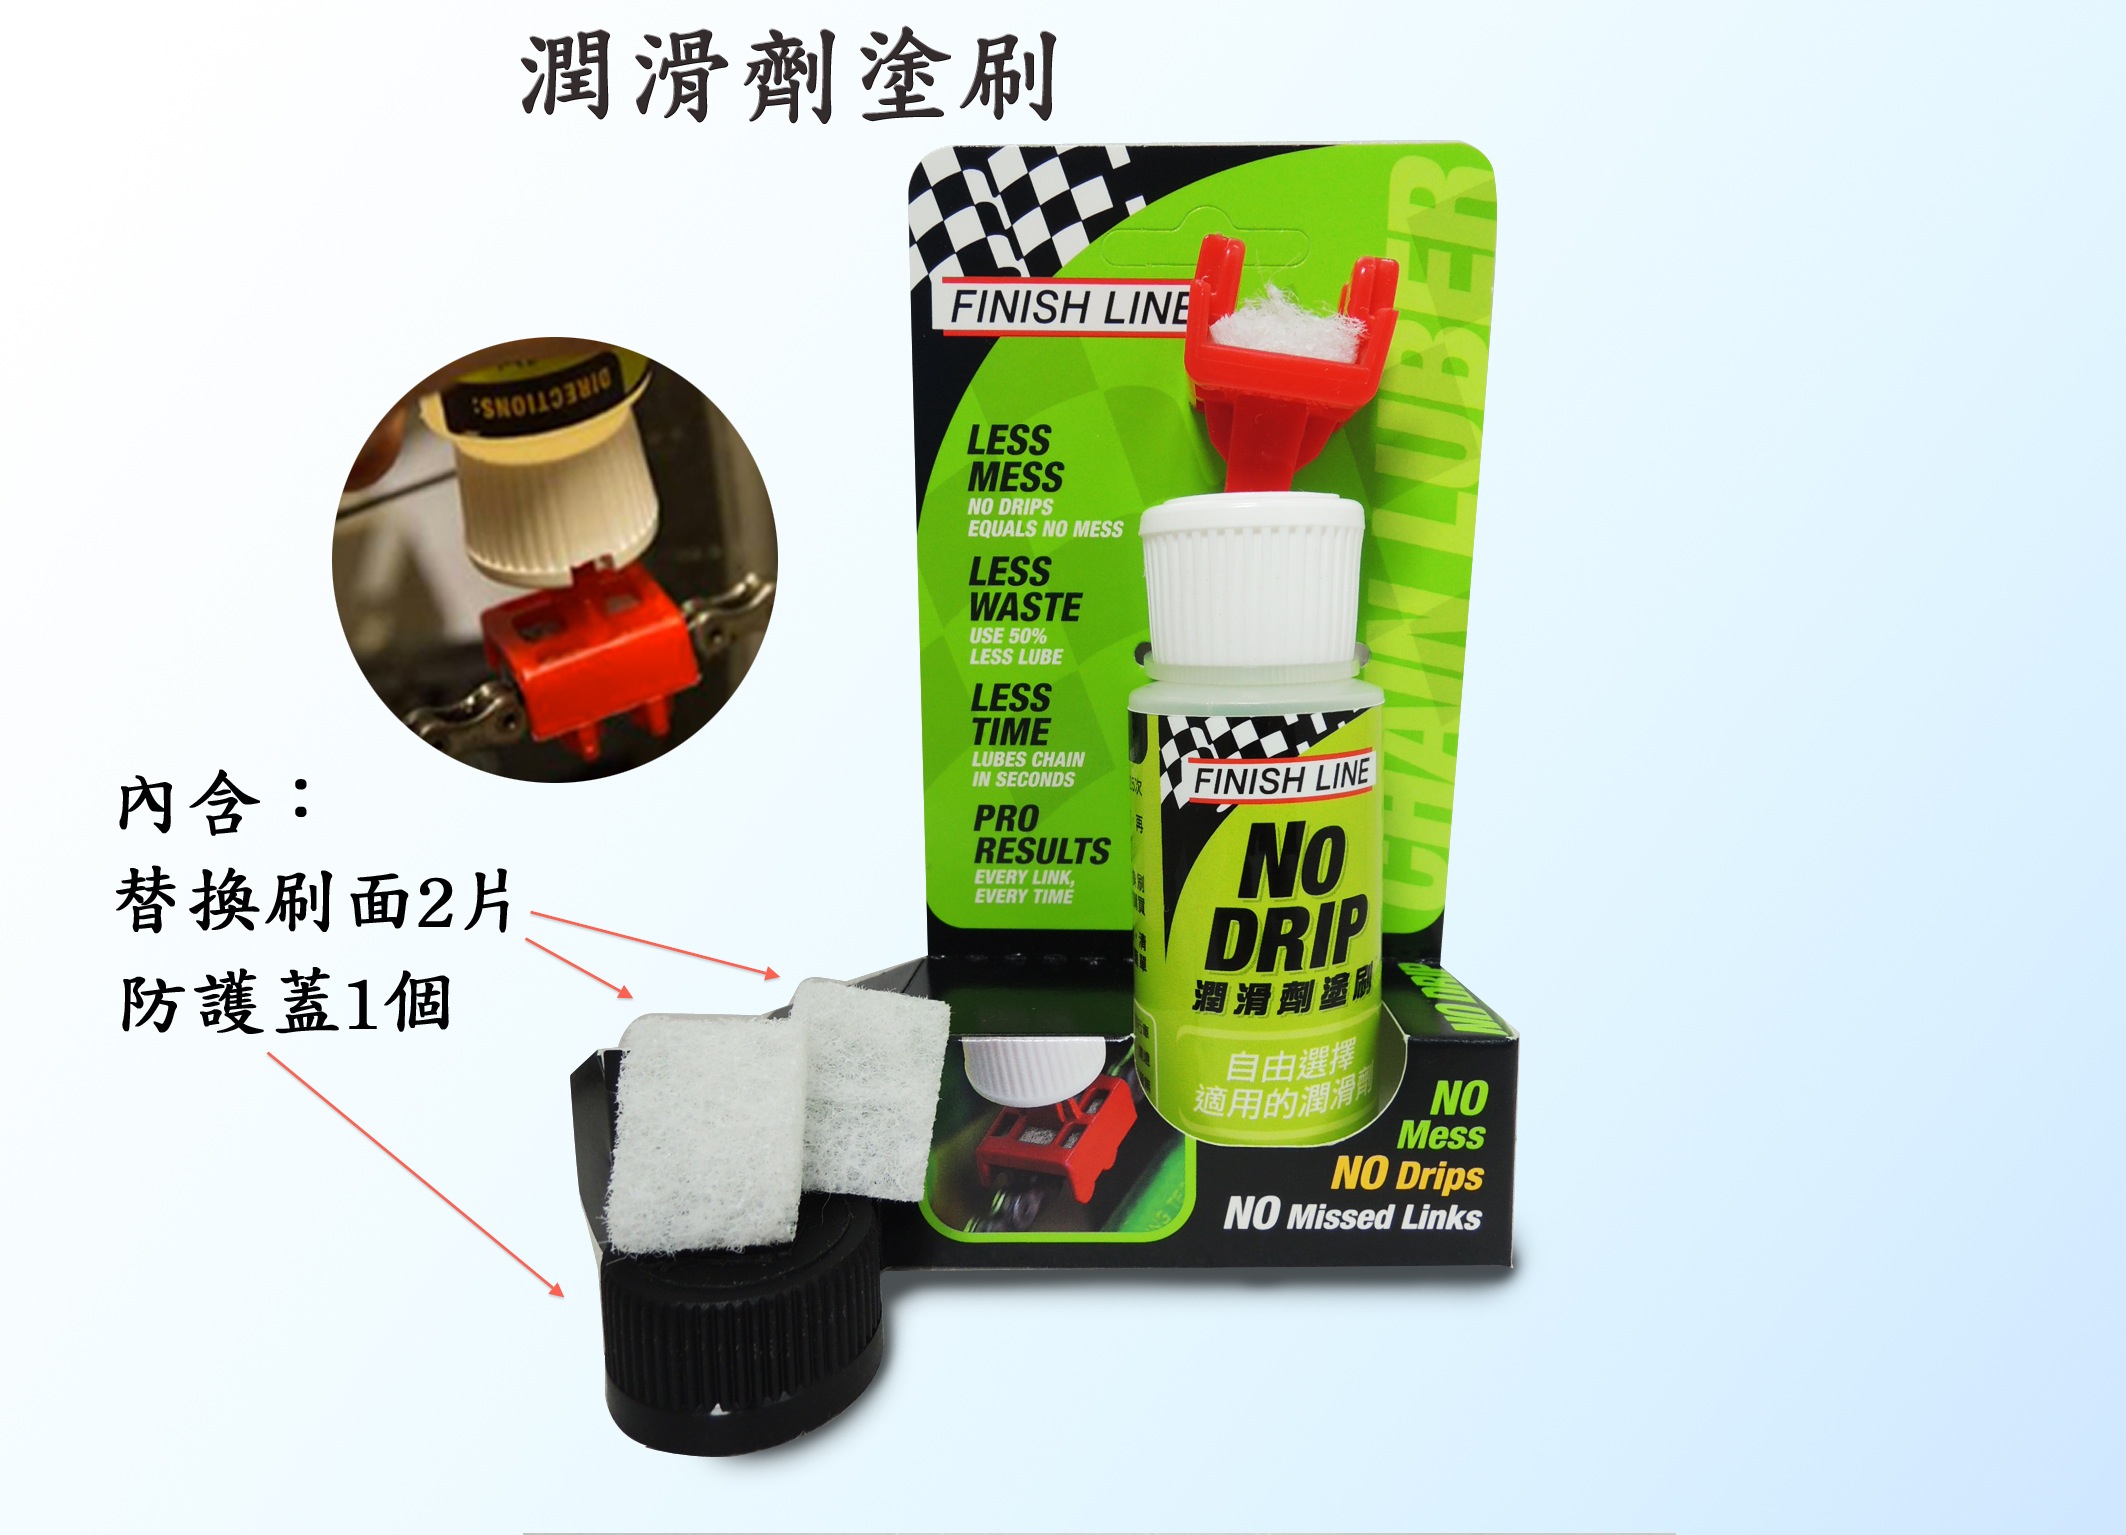 潤滑劑塗刷
FINISH LINE
CHAIN LUBER
LESS
MESS
NO DRIPS
EQUALS NO MESS
LESS
WASTE
USE 50%
LESS LUBE
LESS
TIME
LUBES CHAIN
IN SECONDS
PRO
RESULTS
EVERY LINK,
EVERY TIME
DIRECTIONS:
FINISH LINE
NO
DRIP
潤滑劑塗刷
自由選擇
適用的潤滑劑
內含：
替換刷面2片
防護蓋1個
NO DRIP
NO
Mess
NO Drips
NO Missed Links